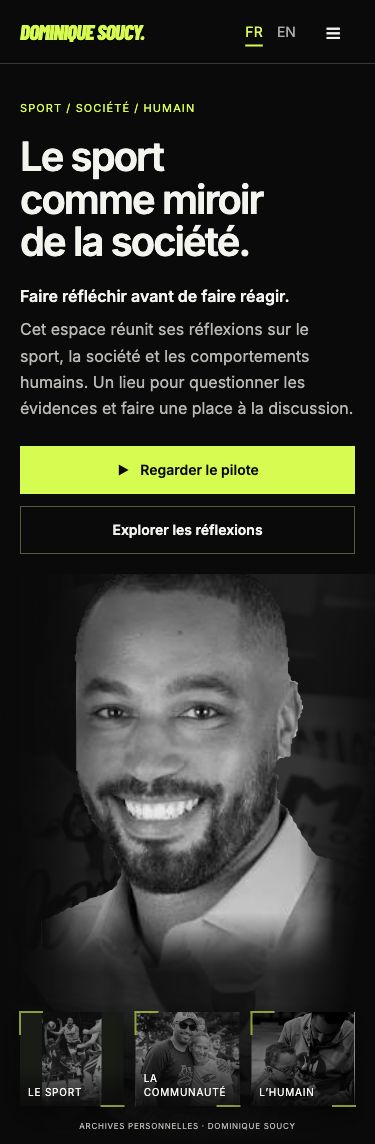 DOMINIQUE SOUCY.
FR EN
SPORT / SOCIÉTÉ / HUMAIN
Le sport
comme miroir
de la société.
Faire réfléchir avant de faire réagir.
Cet espace réunit ses réflexions sur le
sport, la société et les comportements
humains. Un lieu pour questionner les
évidences et faire une place à la discussion.
Regarder le pilote
Explorer les réflexions
LE SPORT
LA
COMMUNAUTÉ
L'HUMAIN
ARCHIVES PERSONNELLES · DOMINIQUE SOUCY